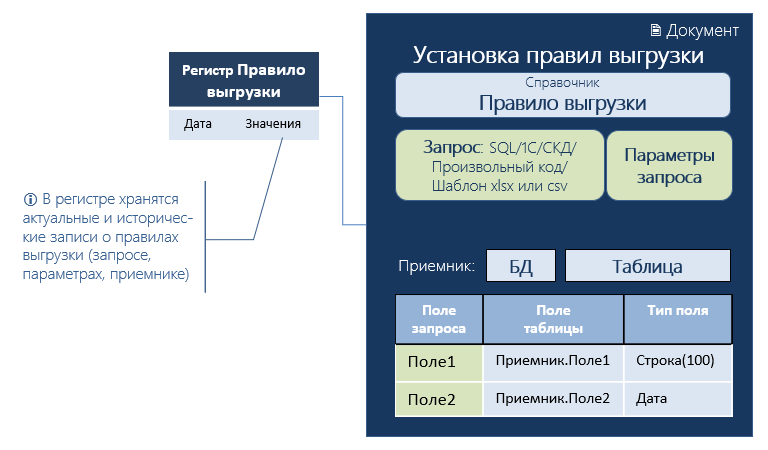 Регистр Правило
выгрузки
Дата Значения
🛈 В регистре хранятся
актуальные и историчес-
кие записи о правилах
выгрузки (запросе,
параметрах, приемнике)
Документ
Установка правил выгрузки
Справочник
Правило выгрузки
Запрос: SQL/1С/СКД/
Произвольный код/
Шаблон xlsx или csv
Параметры
запроса
Приемник: БД Таблица
Поле
запроса
Поле
таблицы
Тип поля
Поле1 Приемник.Поле1 Строка(100)
Поле2 Приемник.Поле2 Дата